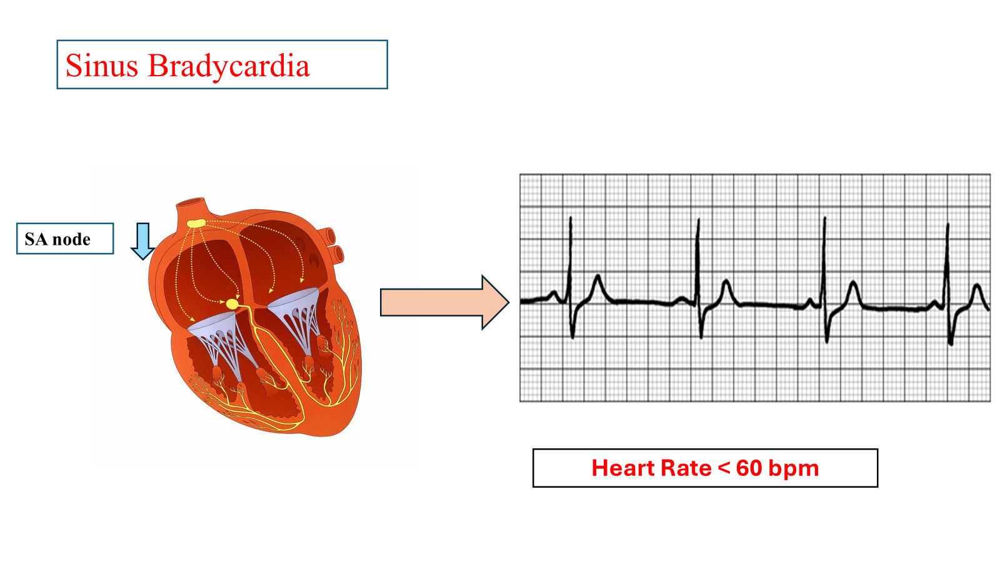 Sinus Bradycardia
SA node
Heart Rate < 60 bpm